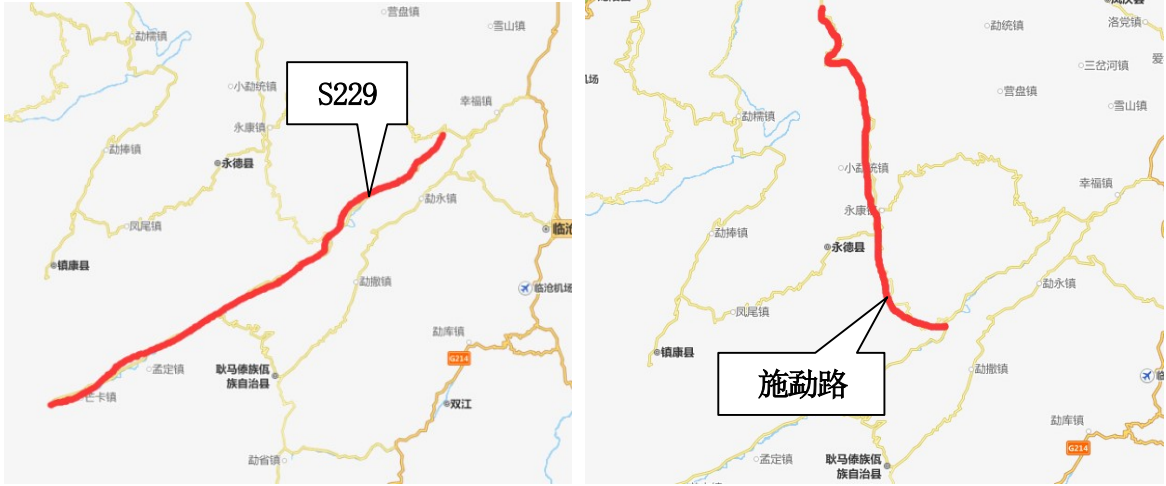 营盘镇
雪山镇
勐糯镇
小勐统镇
S229
幸福镇
永康镇
勐捧镇
永德县
勐永镇
凤尾镇
临沧
镇康县
勐撒镇
临沧机场
勐库镇
G214
孟定镇
耿马傣族佤
族自治县
芒卡镇
双江
勐省镇
勐统镇
洛党镇
机场
三岔河镇
爱
营盘镇
雪山镇
勐糯镇
小勐统镇
幸福镇
永康镇
勐捧镇
永德县
勐永镇
凤尾镇
镇康县
勐撒镇
临
施勐路
勐库镇
G214
孟定镇
耿马傣族佤
族自治县